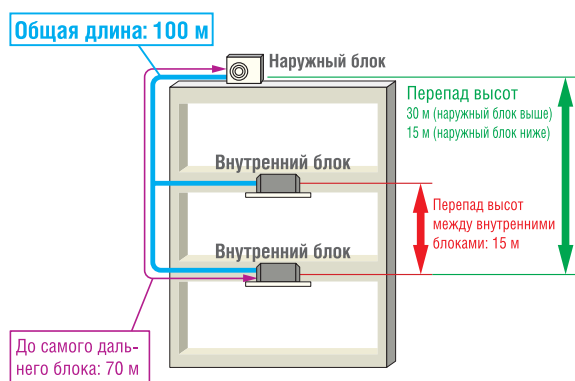 Общая длина: 100 м
Наружный блок
Перепад высот
30 м (наружный блок выше)
15 м (наружный блок ниже)
Внутренний блок
Перепад высот
между внутренними
блоками: 15 м
Внутренний блок
До самого даль-
него блока: 70 м